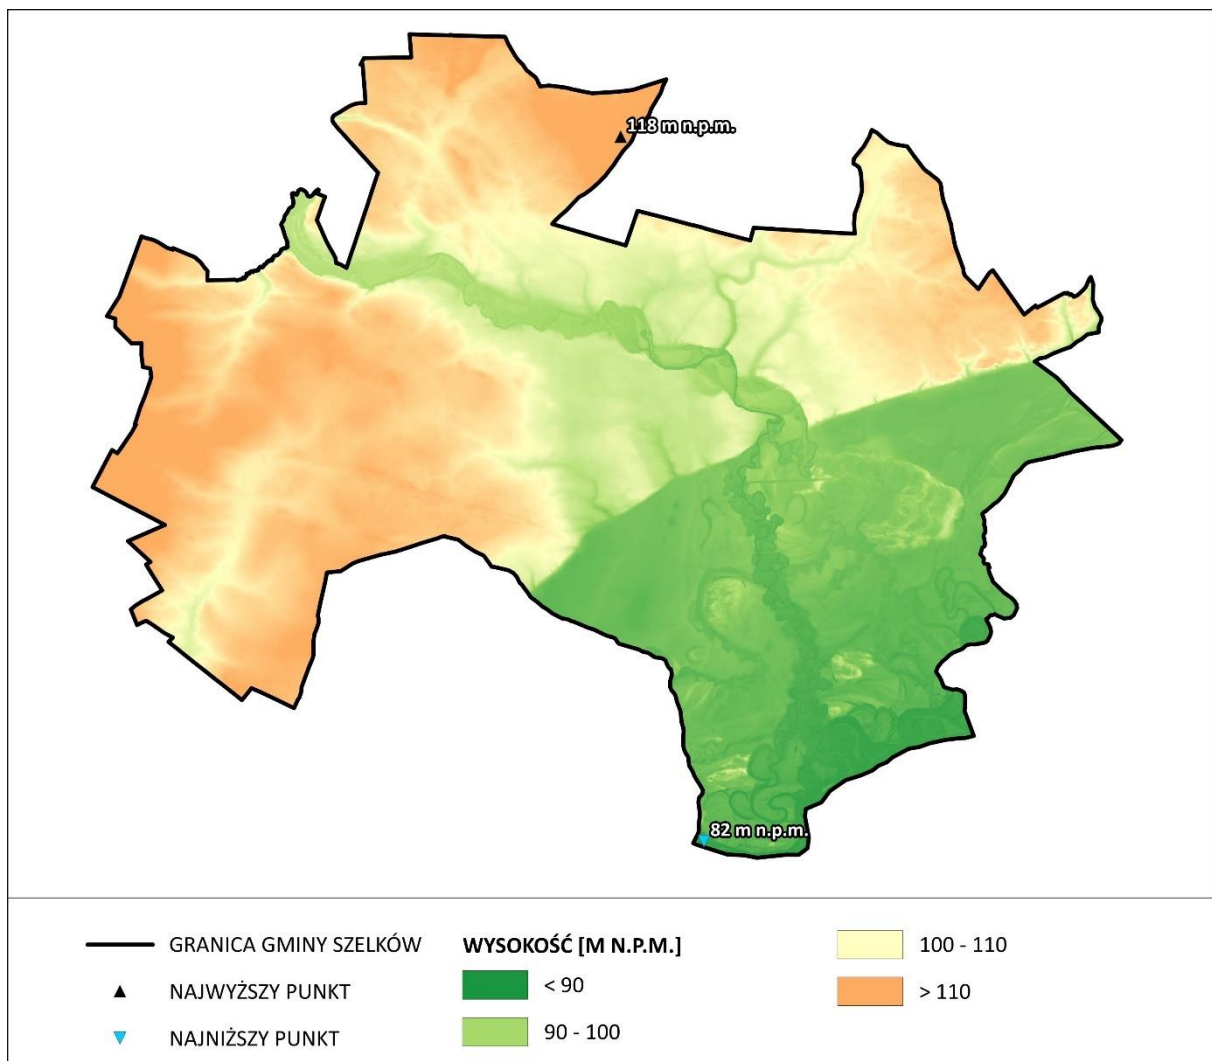 118 m n.p.m.
82 m n.p.m.
GRANICA GMINY SZELKÓW
NAJWYŻSZY PUNKT
NAJNIŻSZY PUNKT
WYSOKOŚĆ [M N.P.M.]
< 90
90 - 100
100 - 110
> 110